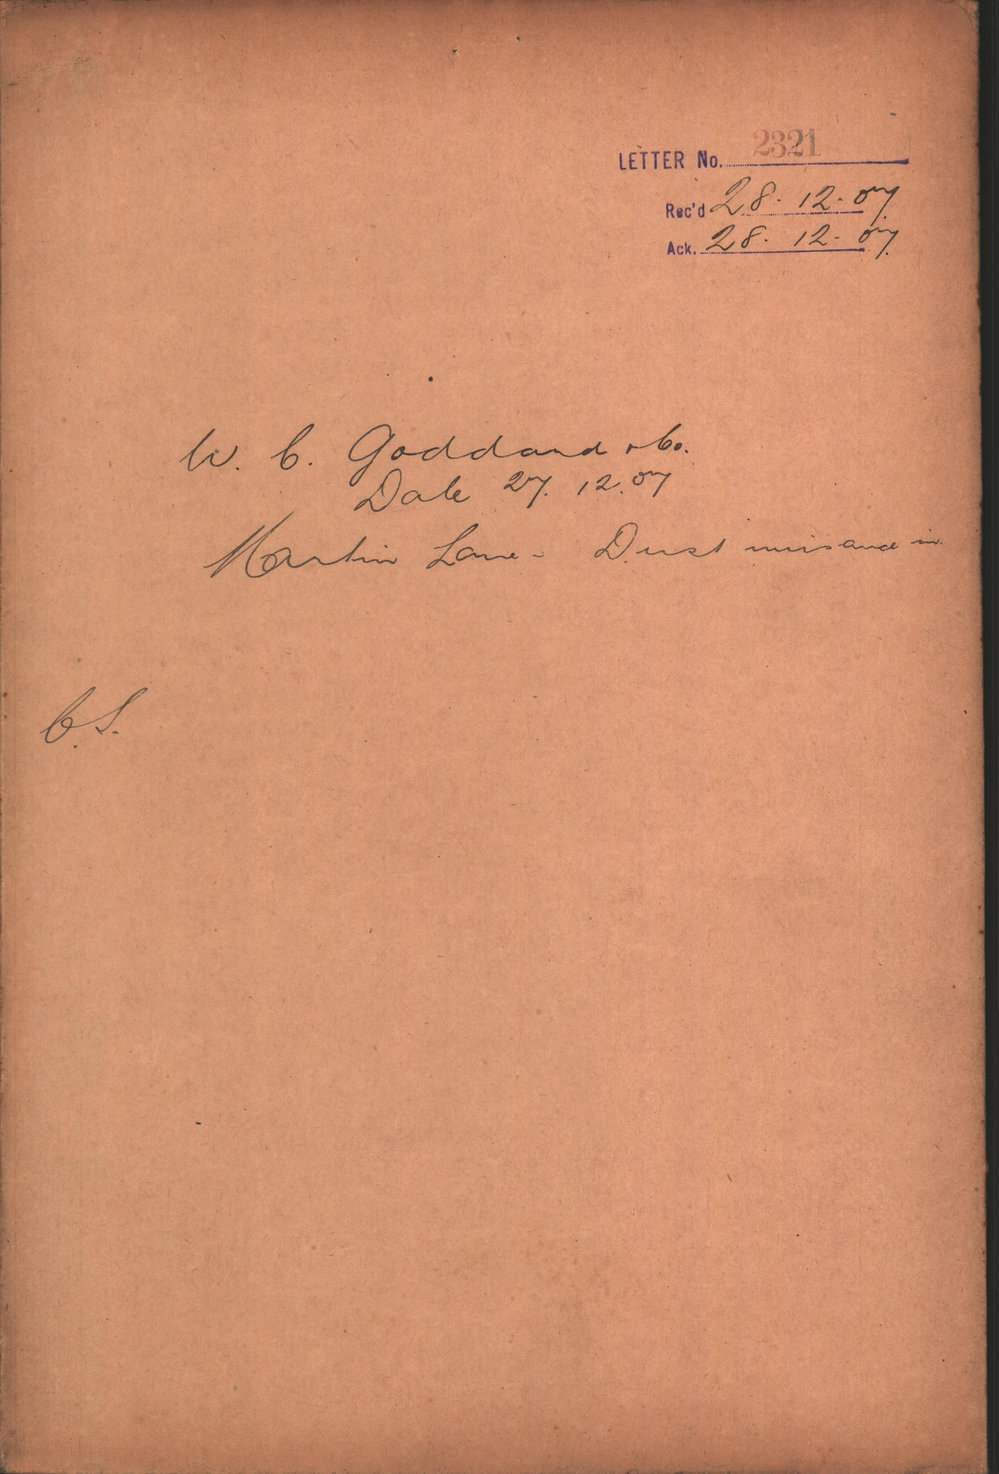 LETTER No. 2321
Rec'd 28. 12. 07
Ack. 28. 12. 07
W. C. Goddard & Co.
Date 27. 12. 07
Martin Lane - Dust nuisance in
C.S.